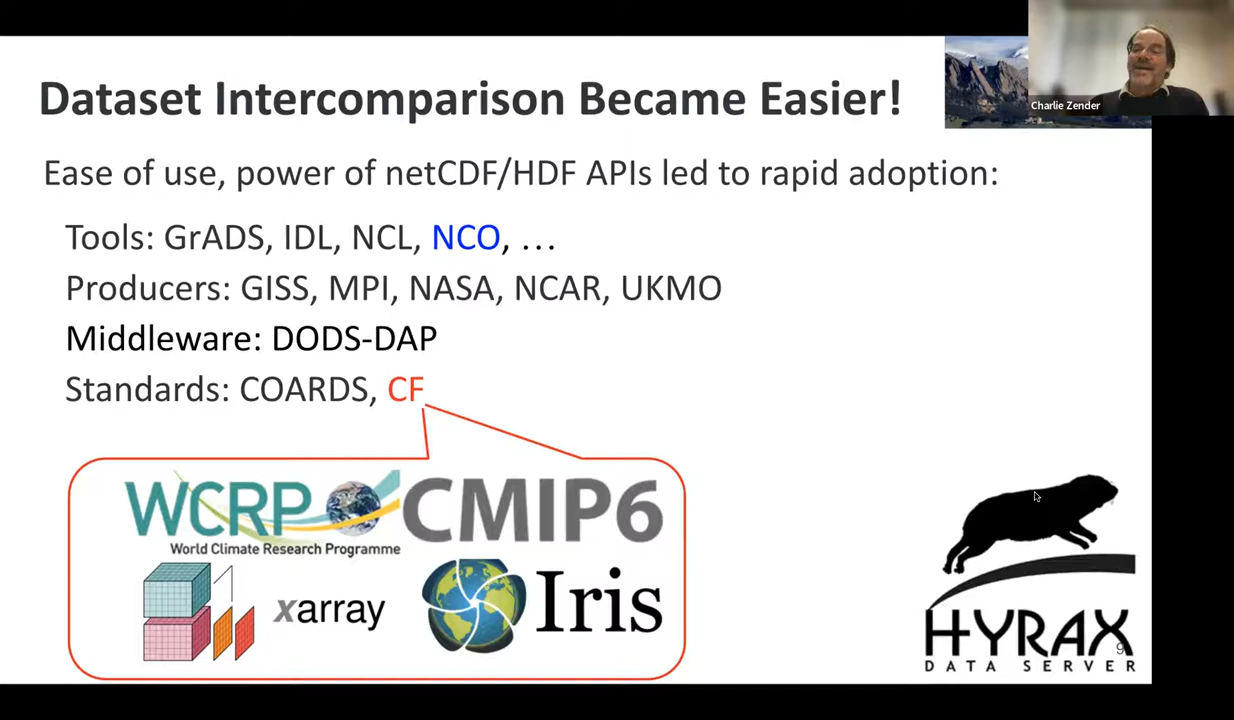 Dataset Intercomparison Became Easier!
Charlie Zender
Ease of use, power of netCDF/HDF APIs led to rapid adoption:
Tools: GrADS, IDL, NCL, NCO, …
Producers: GISS, MPI, NASA, NCAR, UKMO
Middleware: DODS-DAP
Standards: COARDS, CF
WCRP CMIP6
World Climate Research Programme
xarray Iris
HYRAX
9
DATA SERVER